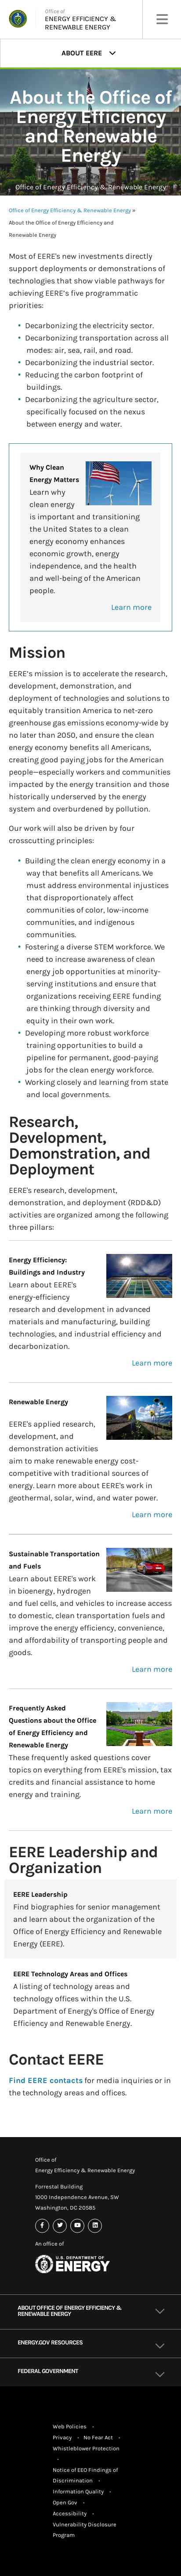 Office of
ENERGY EFFICIENCY &
RENEWABLE ENERGY
ABOUT EERE
About the Office of
Energy Efficiency
and Renewable
Energy
Office of Energy Efficiency & Renewable Energy
Office of Energy Efficiency & Renewable Energy »
About the Office of Energy Efficiency and
Renewable Energy
Most of EERE's new investments directly
support deployments and demonstrations of
technologies that show viable pathways for
achieving EERE's five programmatic
priorities:
• Decarbonizing the electricity sector.
• Decarbonizing transportation across all
modes: air, sea, rail, and road.
• Decarbonizing the industrial sector.
• Reducing the carbon footprint of
buildings.
• Decarbonizing the agriculture sector,
specifically focused on the nexus
between energy and water.
Why Clean
Energy Matters
Learn why
clean energy
is important and transitioning
the United States to a clean
energy economy enhances
economic growth, energy
independence, and the health
and well-being of the American
people.
Learn more
Mission
EERE's mission is to accelerate the research,
development, demonstration, and
deployment of technologies and solutions to
equitably transition America to net-zero
greenhouse gas emissions economy-wide by
no later than 2050, and ensure the clean
energy economy benefits all Americans,
creating good paying jobs for the American
people—especially workers and communities
impacted by the energy transition and those
historically underserved by the energy
system and overburdened by pollution.
Our work will also be driven by four
crosscutting principles:
• Building the clean energy economy in a
way that benefits all Americans. We
must address environmental injustices
that disproportionately affect
communities of color, low-income
communities, and indigenous
communities.
• Fostering a diverse STEM workforce. We
need to increase awareness of clean
energy job opportunities at minority-
serving institutions and ensure that
organizations receiving EERE funding
are thinking through diversity and
equity in their own work.
• Developing more robust workforce
training opportunities to build a
pipeline for permanent, good-paying
jobs for the clean energy workforce.
• Working closely and learning from state
and local governments.
Research,
Development,
Demonstration, and
Deployment
EERE's research, development,
demonstration, and deployment (RDD&D)
activities are organized among the following
three pillars:
Energy Efficiency:
Buildings and Industry
Learn about EERE's
energy-efficiency
research and development in advanced
materials and manufacturing, building
technologies, and industrial efficiency and
decarbonization.
Learn more
Renewable Energy
EERE's applied research,
development, and
demonstration activities
aim to make renewable energy cost-
competitive with traditional sources of
energy. Learn more about EERE's work in
geothermal, solar, wind, and water power.
Learn more
Sustainable Transportation
and Fuels
Learn about EERE's work
in bioenergy, hydrogen
and fuel cells, and vehicles to increase access
to domestic, clean transportation fuels and
improve the energy efficiency, convenience,
and affordability of transporting people and
goods.
Learn more
Frequently Asked
Questions about the Office
of Energy Efficiency and
Renewable Energy
These frequently asked questions cover
topics on everything from EERE's mission, tax
credits and financial assistance to home
energy and training.
Learn more
EERE Leadership and
Organization
EERE Leadership
Find biographies for senior management
and learn about the organization of the
Office of Energy Efficiency and Renewable
Energy (EERE).
EERE Technology Areas and Offices
A listing of technology areas and
technology offices within the U.S.
Department of Energy's Office of Energy
Efficiency and Renewable Energy.
Contact EERE
Find EERE contacts for media inquiries or in
the technology areas and offices.
Office of
Energy Efficiency & Renewable Energy
Forrestal Building
1000 Independence Avenue, SW
Washington, DC 20585
An office of
U.S. DEPARTMENT OF
ENERGY
ABOUT OFFICE OF ENERGY EFFICIENCY &
RENEWABLE ENERGY
ENERGY.GOV RESOURCES
FEDERAL GOVERNMENT
Web Policies •
Privacy • No Fear Act •
Whistleblower Protection
•
Notice of EEO Findings of
Discrimination •
Information Quality •
Open Gov •
Accessibility •
Vulnerability Disclosure
Program